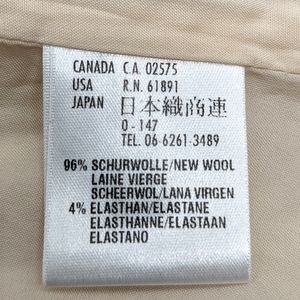 CANADA C.A. 02575
USA R.N. 61891
JAPAN 日本織商連
0-147
TEL. 06-6261-3489
96% SCHURWOLLE/NEW WOOL
LAINE VIERGE
SCHEERWOL/LANA VIRGEN
4% ELASTHAN/ELASTANE
ELASTHANNE/ELASTAAN
ELASTANO